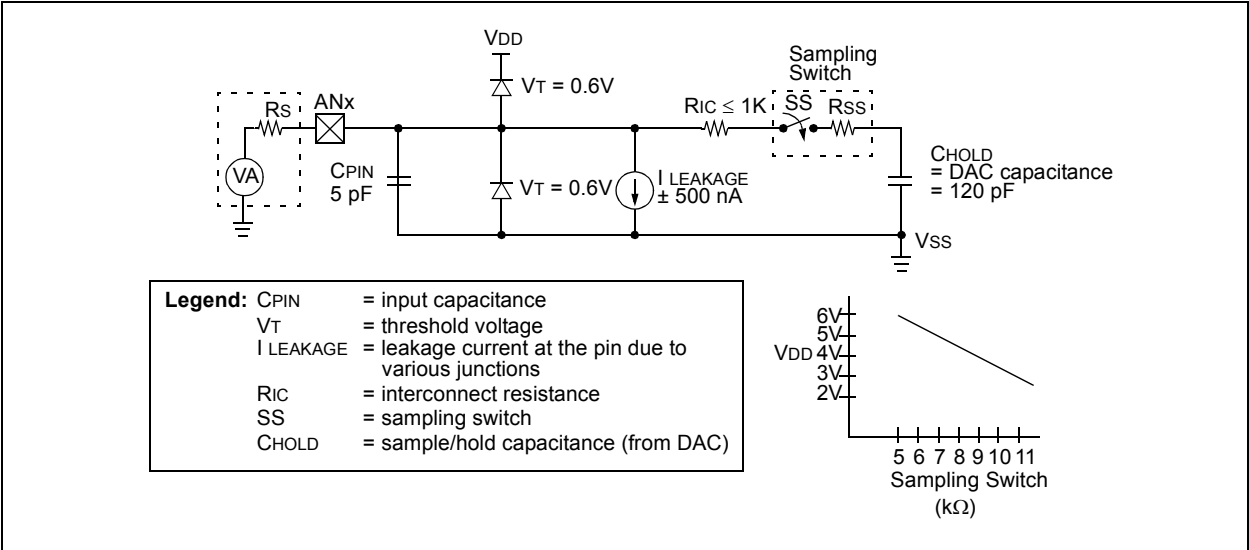 VDD
Sampling
Switch
VT = 0.6V
RS
ANx
RIC ≤ 1K
SS
RSS
VA
CPIN
5 pF
VT = 0.6V
I LEAKAGE
± 500 nA
CHOLD
= DAC capacitance
= 120 pF
VSS
Legend: CPIN = input capacitance
VT = threshold voltage
I LEAKAGE = leakage current at the pin due to
various junctions
RIC = interconnect resistance
SS = sampling switch
CHOLD = sample/hold capacitance (from DAC)
6V
5V
VDD 4V
3V
2V
5 6 7 8 9 10 11
Sampling Switch
(kΩ)